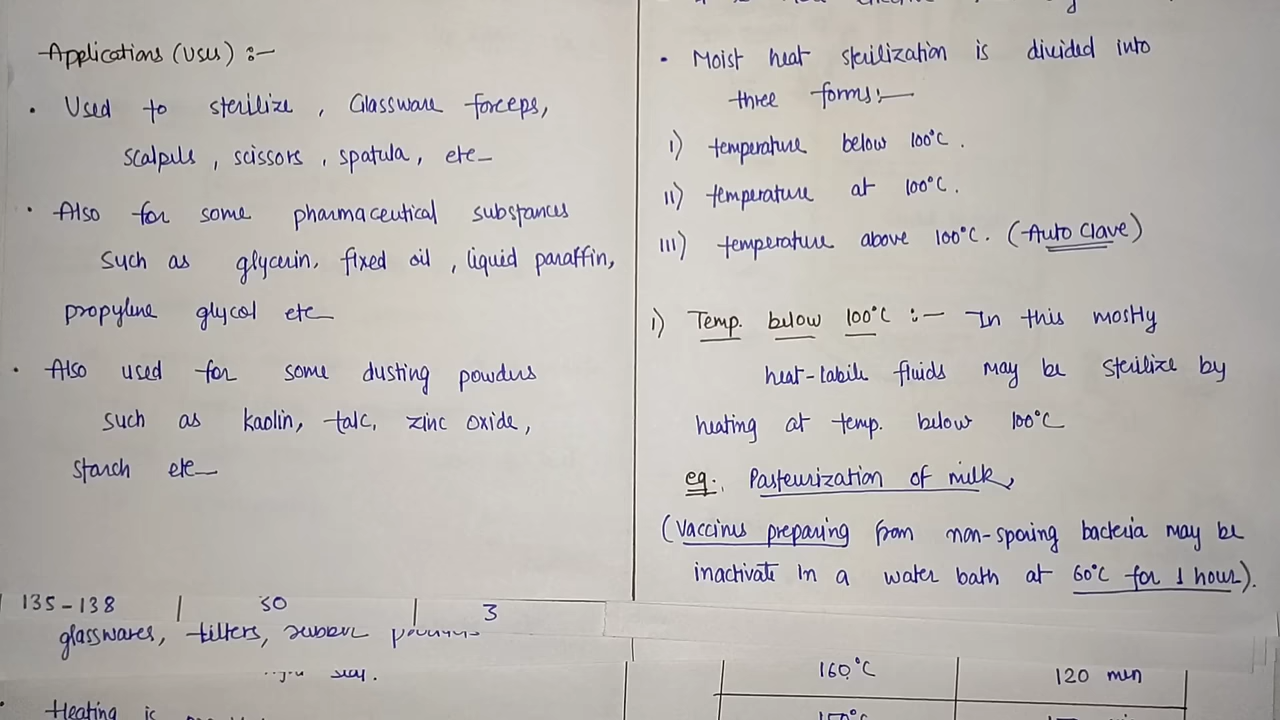 Applications (Uses) :-
• Used to sterilize , Glassware forceps,
scalpels , scissors , spatula , etc-
• Also for some pharmaceutical substances
such as glycerin, fixed oil , liquid paraffin,
propylene glycol etc-
• Also used for some dusting powders
such as kaolin, talc, zinc oxide,
starch etc-
135-138 | 30 | 3
glasswares, filters, rubber
Heating is
• Moist heat sterilization is divided into
three forms:-
i) temperature below 100°C .
ii) temperature at 100°C.
iii) temperature above 100°C. (Auto Clave)
i) Temp. below 100°C :- In this mostly
heat-labile fluids may be sterilize by
heating at temp. below 100°C
eg:. Pasteurization of milk,
(Vaccines preparing from non-sporing bacteria may be
inactivate in a water bath at 60°C for 1 hour).
160°C 120 min